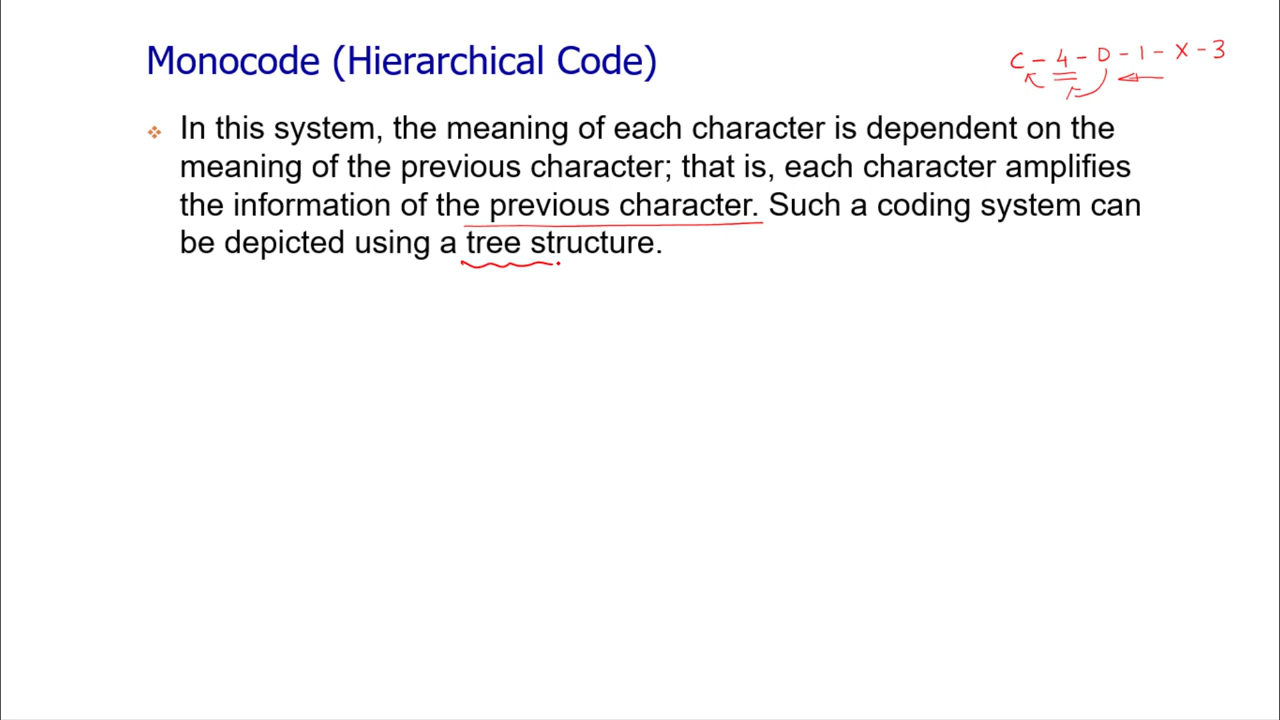 Monocode (Hierarchical Code)
C - 4 - D - 1 - X - 3
❖ In this system, the meaning of each character is dependent on the
meaning of the previous character; that is, each character amplifies
the information of the previous character. Such a coding system can
be depicted using a tree structure.